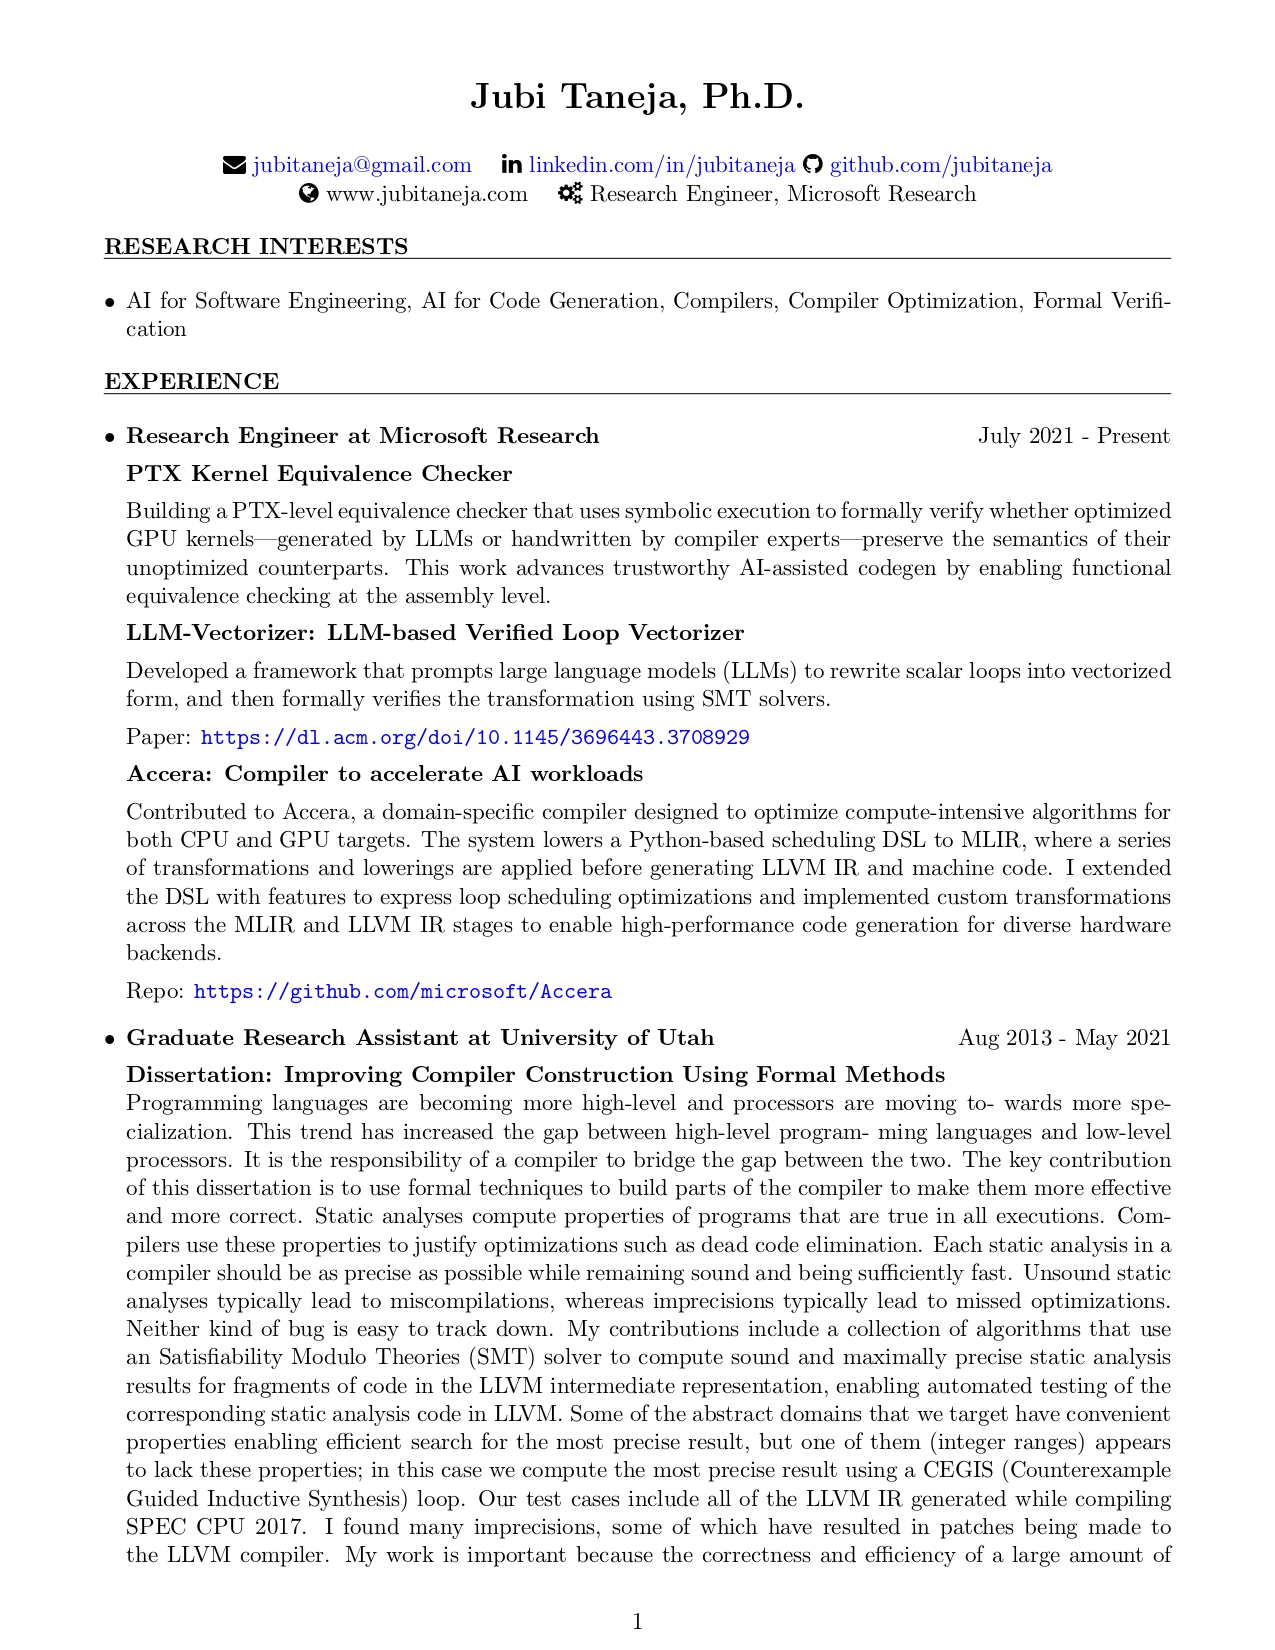 Jubi Taneja, Ph.D.
jubitaneja@gmail.com linkedin.com/in/jubitaneja github.com/jubitaneja
www.jubitaneja.com Research Engineer, Microsoft Research
RESEARCH INTERESTS
• AI for Software Engineering, AI for Code Generation, Compilers, Compiler Optimization, Formal Verifi-
cation
EXPERIENCE
• Research Engineer at Microsoft Research July 2021 - Present
PTX Kernel Equivalence Checker
Building a PTX-level equivalence checker that uses symbolic execution to formally verify whether optimized
GPU kernels—generated by LLMs or handwritten by compiler experts—preserve the semantics of their
unoptimized counterparts. This work advances trustworthy AI-assisted codegen by enabling functional
equivalence checking at the assembly level.
LLM-Vectorizer: LLM-based Verified Loop Vectorizer
Developed a framework that prompts large language models (LLMs) to rewrite scalar loops into vectorized
form, and then formally verifies the transformation using SMT solvers.
Paper: https://dl.acm.org/doi/10.1145/3696443.3708929
Accera: Compiler to accelerate AI workloads
Contributed to Accera, a domain-specific compiler designed to optimize compute-intensive algorithms for
both CPU and GPU targets. The system lowers a Python-based scheduling DSL to MLIR, where a series
of transformations and lowerings are applied before generating LLVM IR and machine code. I extended
the DSL with features to express loop scheduling optimizations and implemented custom transformations
across the MLIR and LLVM IR stages to enable high-performance code generation for diverse hardware
backends.
Repo: https://github.com/microsoft/Accera
• Graduate Research Assistant at University of Utah Aug 2013 - May 2021
Dissertation: Improving Compiler Construction Using Formal Methods
Programming languages are becoming more high-level and processors are moving to- wards more spe-
cialization. This trend has increased the gap between high-level program- ming languages and low-level
processors. It is the responsibility of a compiler to bridge the gap between the two. The key contribution
of this dissertation is to use formal techniques to build parts of the compiler to make them more effective
and more correct. Static analyses compute properties of programs that are true in all executions. Com-
pilers use these properties to justify optimizations such as dead code elimination. Each static analysis in a
compiler should be as precise as possible while remaining sound and being sufficiently fast. Unsound static
analyses typically lead to miscompilations, whereas imprecisions typically lead to missed optimizations.
Neither kind of bug is easy to track down. My contributions include a collection of algorithms that use
an Satisfiability Modulo Theories (SMT) solver to compute sound and maximally precise static analysis
results for fragments of code in the LLVM intermediate representation, enabling automated testing of the
corresponding static analysis code in LLVM. Some of the abstract domains that we target have convenient
properties enabling efficient search for the most precise result, but one of them (integer ranges) appears
to lack these properties; in this case we compute the most precise result using a CEGIS (Counterexample
Guided Inductive Synthesis) loop. Our test cases include all of the LLVM IR generated while compiling
SPEC CPU 2017. I found many imprecisions, some of which have resulted in patches being made to
the LLVM compiler. My work is important because the correctness and efficiency of a large amount of
1